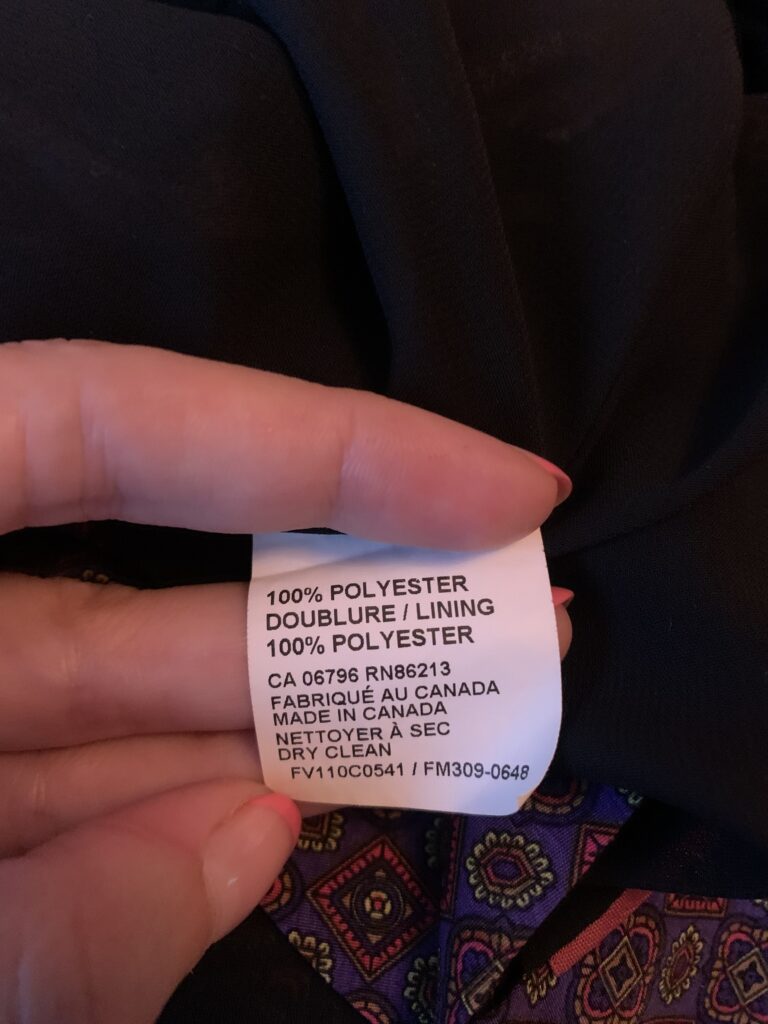 100% POLYESTER
DOUBLURE / LINING
100% POLYESTER
CA 06796 RN86213
FABRIQUÉ AU CANADA
MADE IN CANADA
NETTOYER À SEC
DRY CLEAN
FV110C0541 / FM309-0648